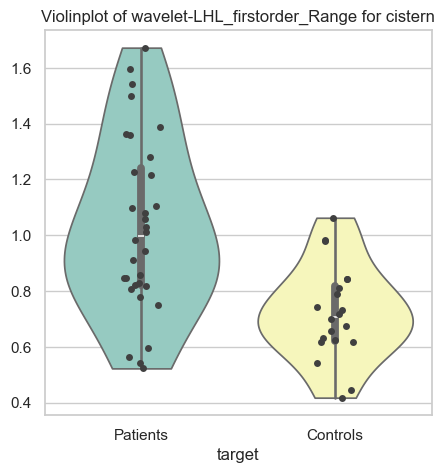 Violinplot of wavelet-LHL_firstorder_Range for cistern
1.6
1.4
1.2
1.0
0.8
0.6
0.4
Patients
Controls
target